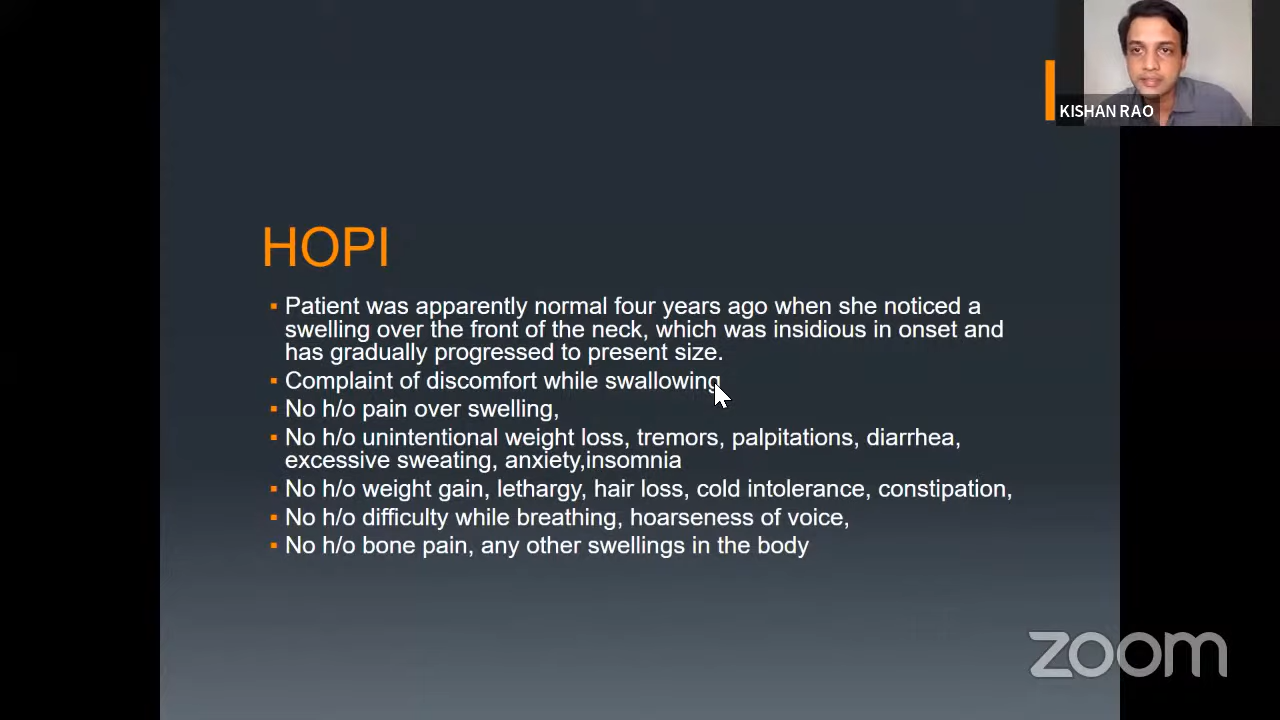 KISHAN RAO
HOPI
▪ Patient was apparently normal four years ago when she noticed a
swelling over the front of the neck, which was insidious in onset and
has gradually progressed to present size.
▪ Complaint of discomfort while swallowing
▪ No h/o pain over swelling,
▪ No h/o unintentional weight loss, tremors, palpitations, diarrhea,
excessive sweating, anxiety,insomnia
▪ No h/o weight gain, lethargy, hair loss, cold intolerance, constipation,
▪ No h/o difficulty while breathing, hoarseness of voice,
▪ No h/o bone pain, any other swellings in the body
zoom